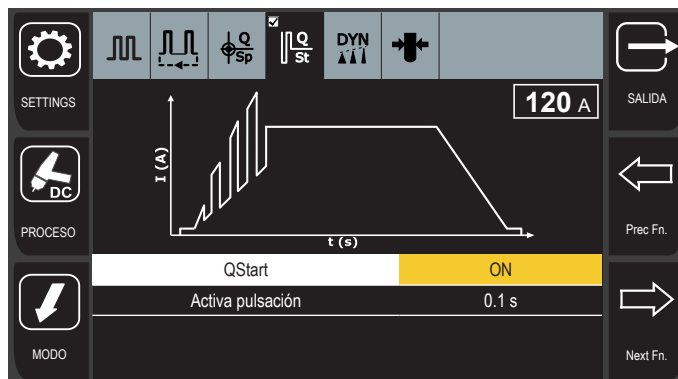 SETTINGS
Q
Sp
Q
St
DYN
SALIDA
120 A
I (A)
t (s)
DC
PROCESO
Prec Fn.
QStart ON
Activa pulsación 0.1 s
MODO
Next Fn.